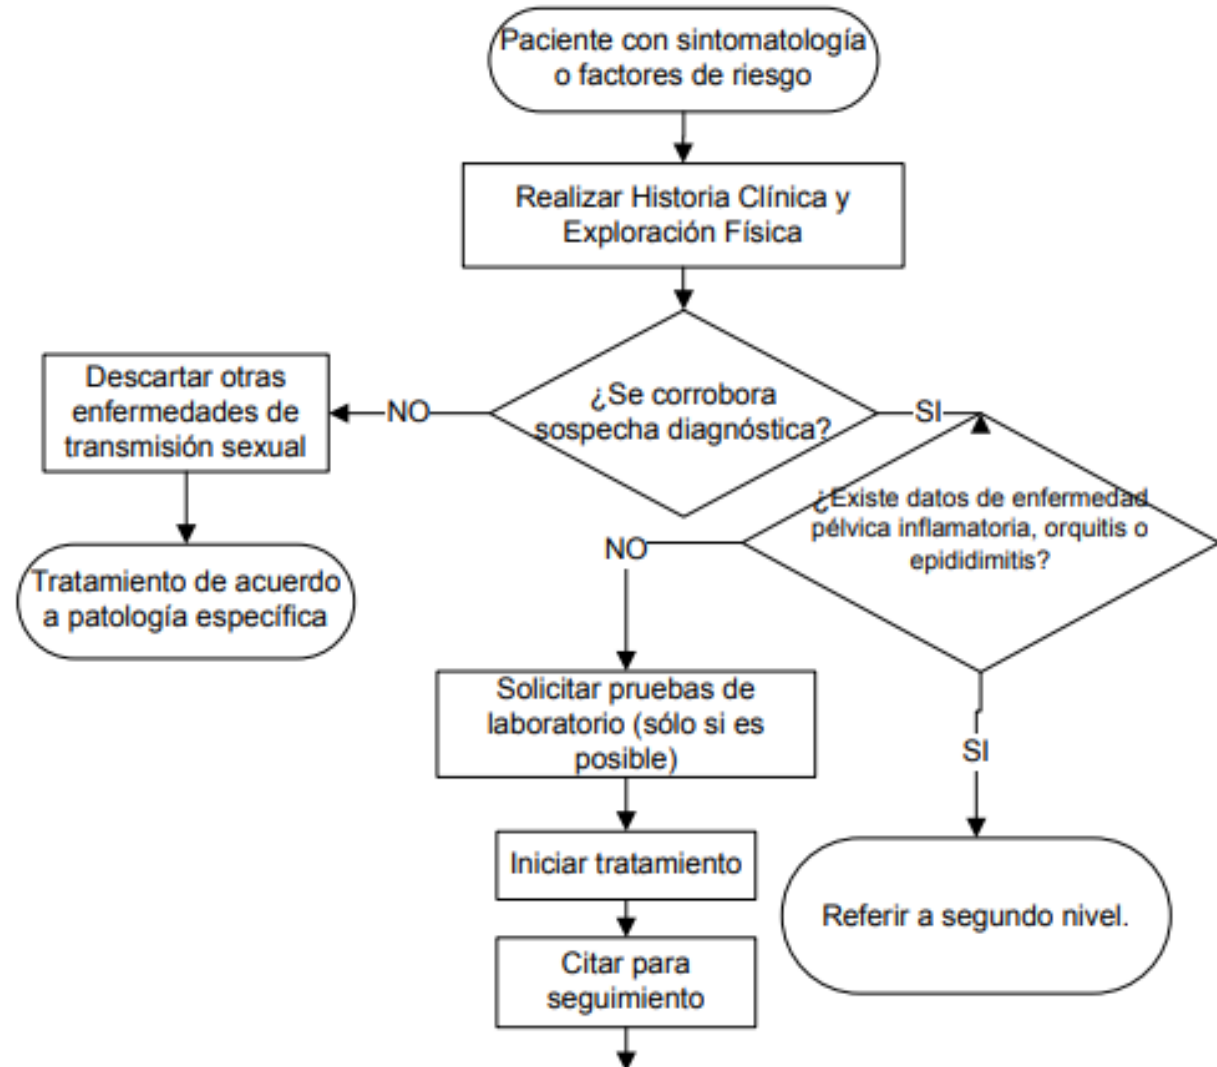 Paciente con sintomatología
o factores de riesgo
Realizar Historia Clínica y
Exploración Física
¿Se corrobora
sospecha diagnóstica?
NO
SI
Descartar otras
enfermedades de
transmisión sexual
Tratamiento de acuerdo
a patología específica
¿Existe datos de enfermedad
pélvica inflamatoria, orquitis o
epididimitis?
NO
SI
Solicitar pruebas de
laboratorio (sólo si es
posible)
Iniciar tratamiento
Citar para
seguimiento
Referir a segundo nivel.